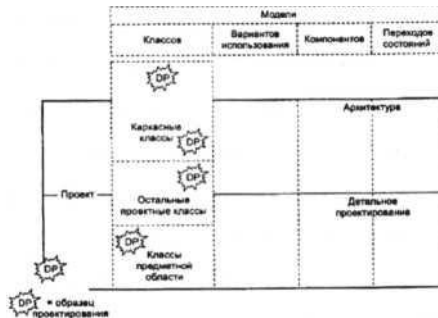 Модели
Классов
Вариантов
использования
Компонентов
Переходов
состояний
DP
Архитектура
Каркасные
классы
DP
DP
Проект
Остальные
проектные классы
Детальное
проектирование
DP
Классы
предметной
области
DP
DP = образец
проектирования